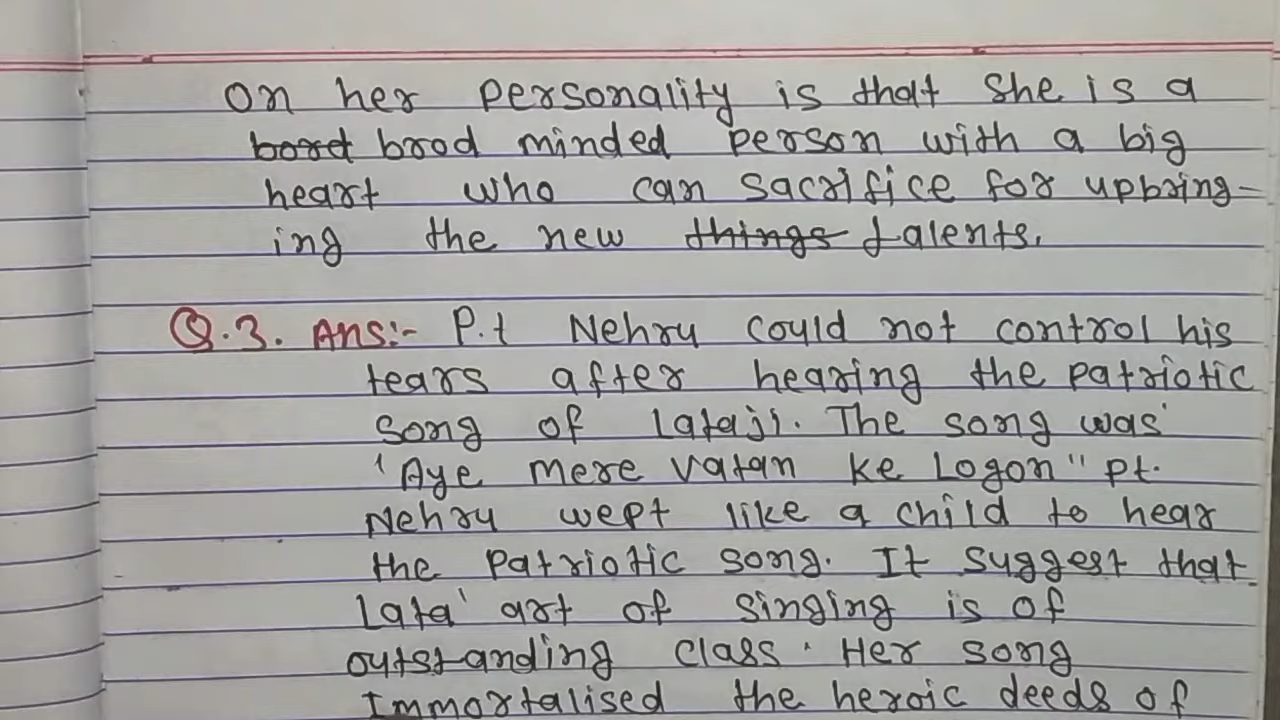 On her personality is that she is a
bord brod minded person with a big
heart who can sacrifice for upbring-
ing the new things talents.
Q.3. Ans:- P.t Nehru could not control his
tears after hearing the patriotic
song of Lataji. The song was
'Aye mere vatan ke Logon" pt.
Nehru wept like a child to hear
the patriotic song. It suggest that
Lata' art of singing is of
outstanding class. Her song
Immortalised the heroic deeds of